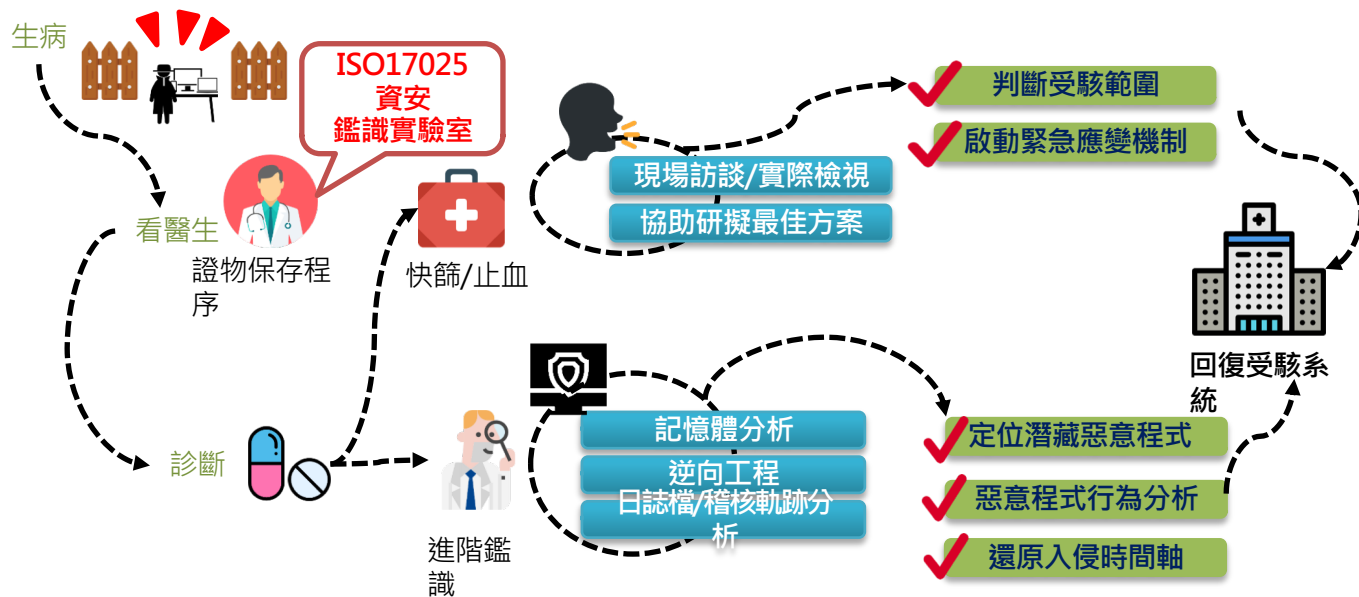 生病
ISO17025
資安
鑑識實驗室
看醫生
證物保存程
序
快篩/止血
現場訪談/實際檢視
協助研擬最佳方案
判斷受駭範圍
啟動緊急應變機制
回復受駭系
統
診斷
進階鑑
識
記憶體分析
逆向工程
日誌檔/稽核軌跡分
析
定位潛藏惡意程式
惡意程式行為分析
還原入侵時間軸